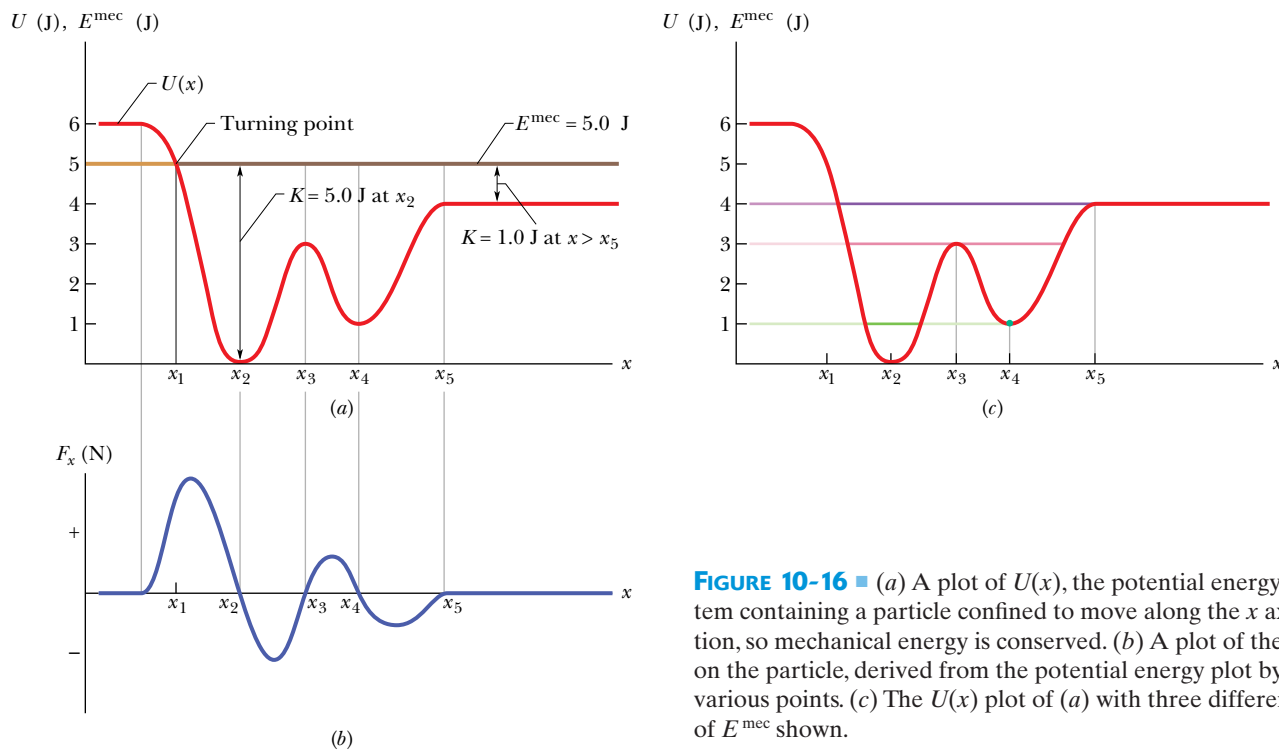 U (J), E^mec (J)
U(x)
Turning point
E^mec = 5.0 J
K = 5.0 J at x₂
K = 1.0 J at x > x₅
6
5
4
3
2
1
x₁ x₂ x₃ x₄ x₅ x
(a)
Fₓ (N)
+
–
x₁ x₂ x₃ x₄ x₅ x
(b)
U (J), E^mec (J)
6
5
4
3
2
1
x₁ x₂ x₃ x₄ x₅ x
(c)
FIGURE 10-16 ■ (a) A plot of U(x), the potential energy
tem containing a particle confined to move along the x ax
tion, so mechanical energy is conserved. (b) A plot of the
on the particle, derived from the potential energy plot by
various points. (c) The U(x) plot of (a) with three differe
of E^mec shown.